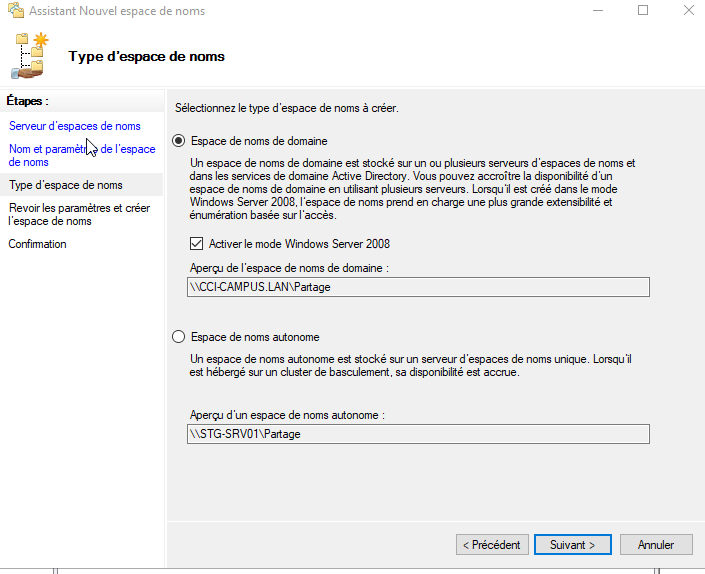 Assistant Nouvel espace de noms
Type d'espace de noms
Étapes :
Serveur d'espaces de noms
Nom et paramètres de l'espace
de noms
Type d'espace de noms
Revoir les paramètres et créer
l'espace de noms
Confirmation
Sélectionnez le type d'espace de noms à créer.
Espace de noms de domaine
Un espace de noms de domaine est stocké sur un ou plusieurs serveurs d'espaces de noms et
dans les services de domaine Active Directory. Vous pouvez accroître la disponibilité d'un
espace de noms de domaine en utilisant plusieurs serveurs. Lorsqu'il est créé dans le mode
Windows Server 2008, l'espace de noms prend en charge une plus grande extensibilité et
énumération basée sur l'accès.
Activer le mode Windows Server 2008
Aperçu de l'espace de noms de domaine :
\\CCI-CAMPUS.LAN\Partage
Espace de noms autonome
Un espace de noms autonome est stocké sur un serveur d'espaces de noms unique. Lorsqu'il
est hébergé sur un cluster de basculement, sa disponibilité est accrue.
Aperçu d'un espace de noms autonome :
\\STG-SRV01\Partage
< Précédent
Suivant >
Annuler